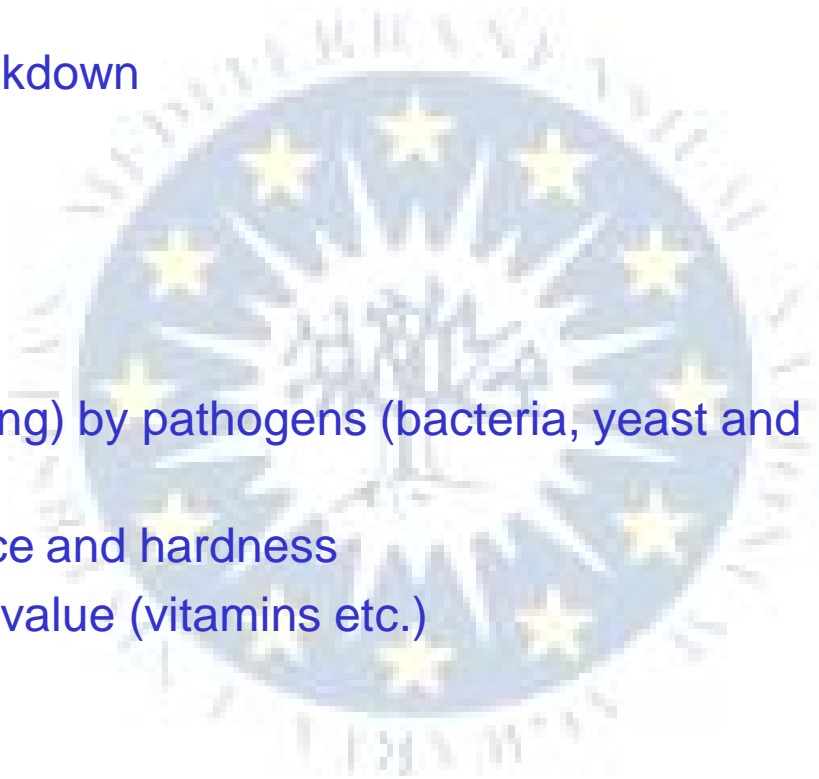 kdown
ng) by pathogens (bacteria, yeast and
ce and hardness
value (vitamins etc.)